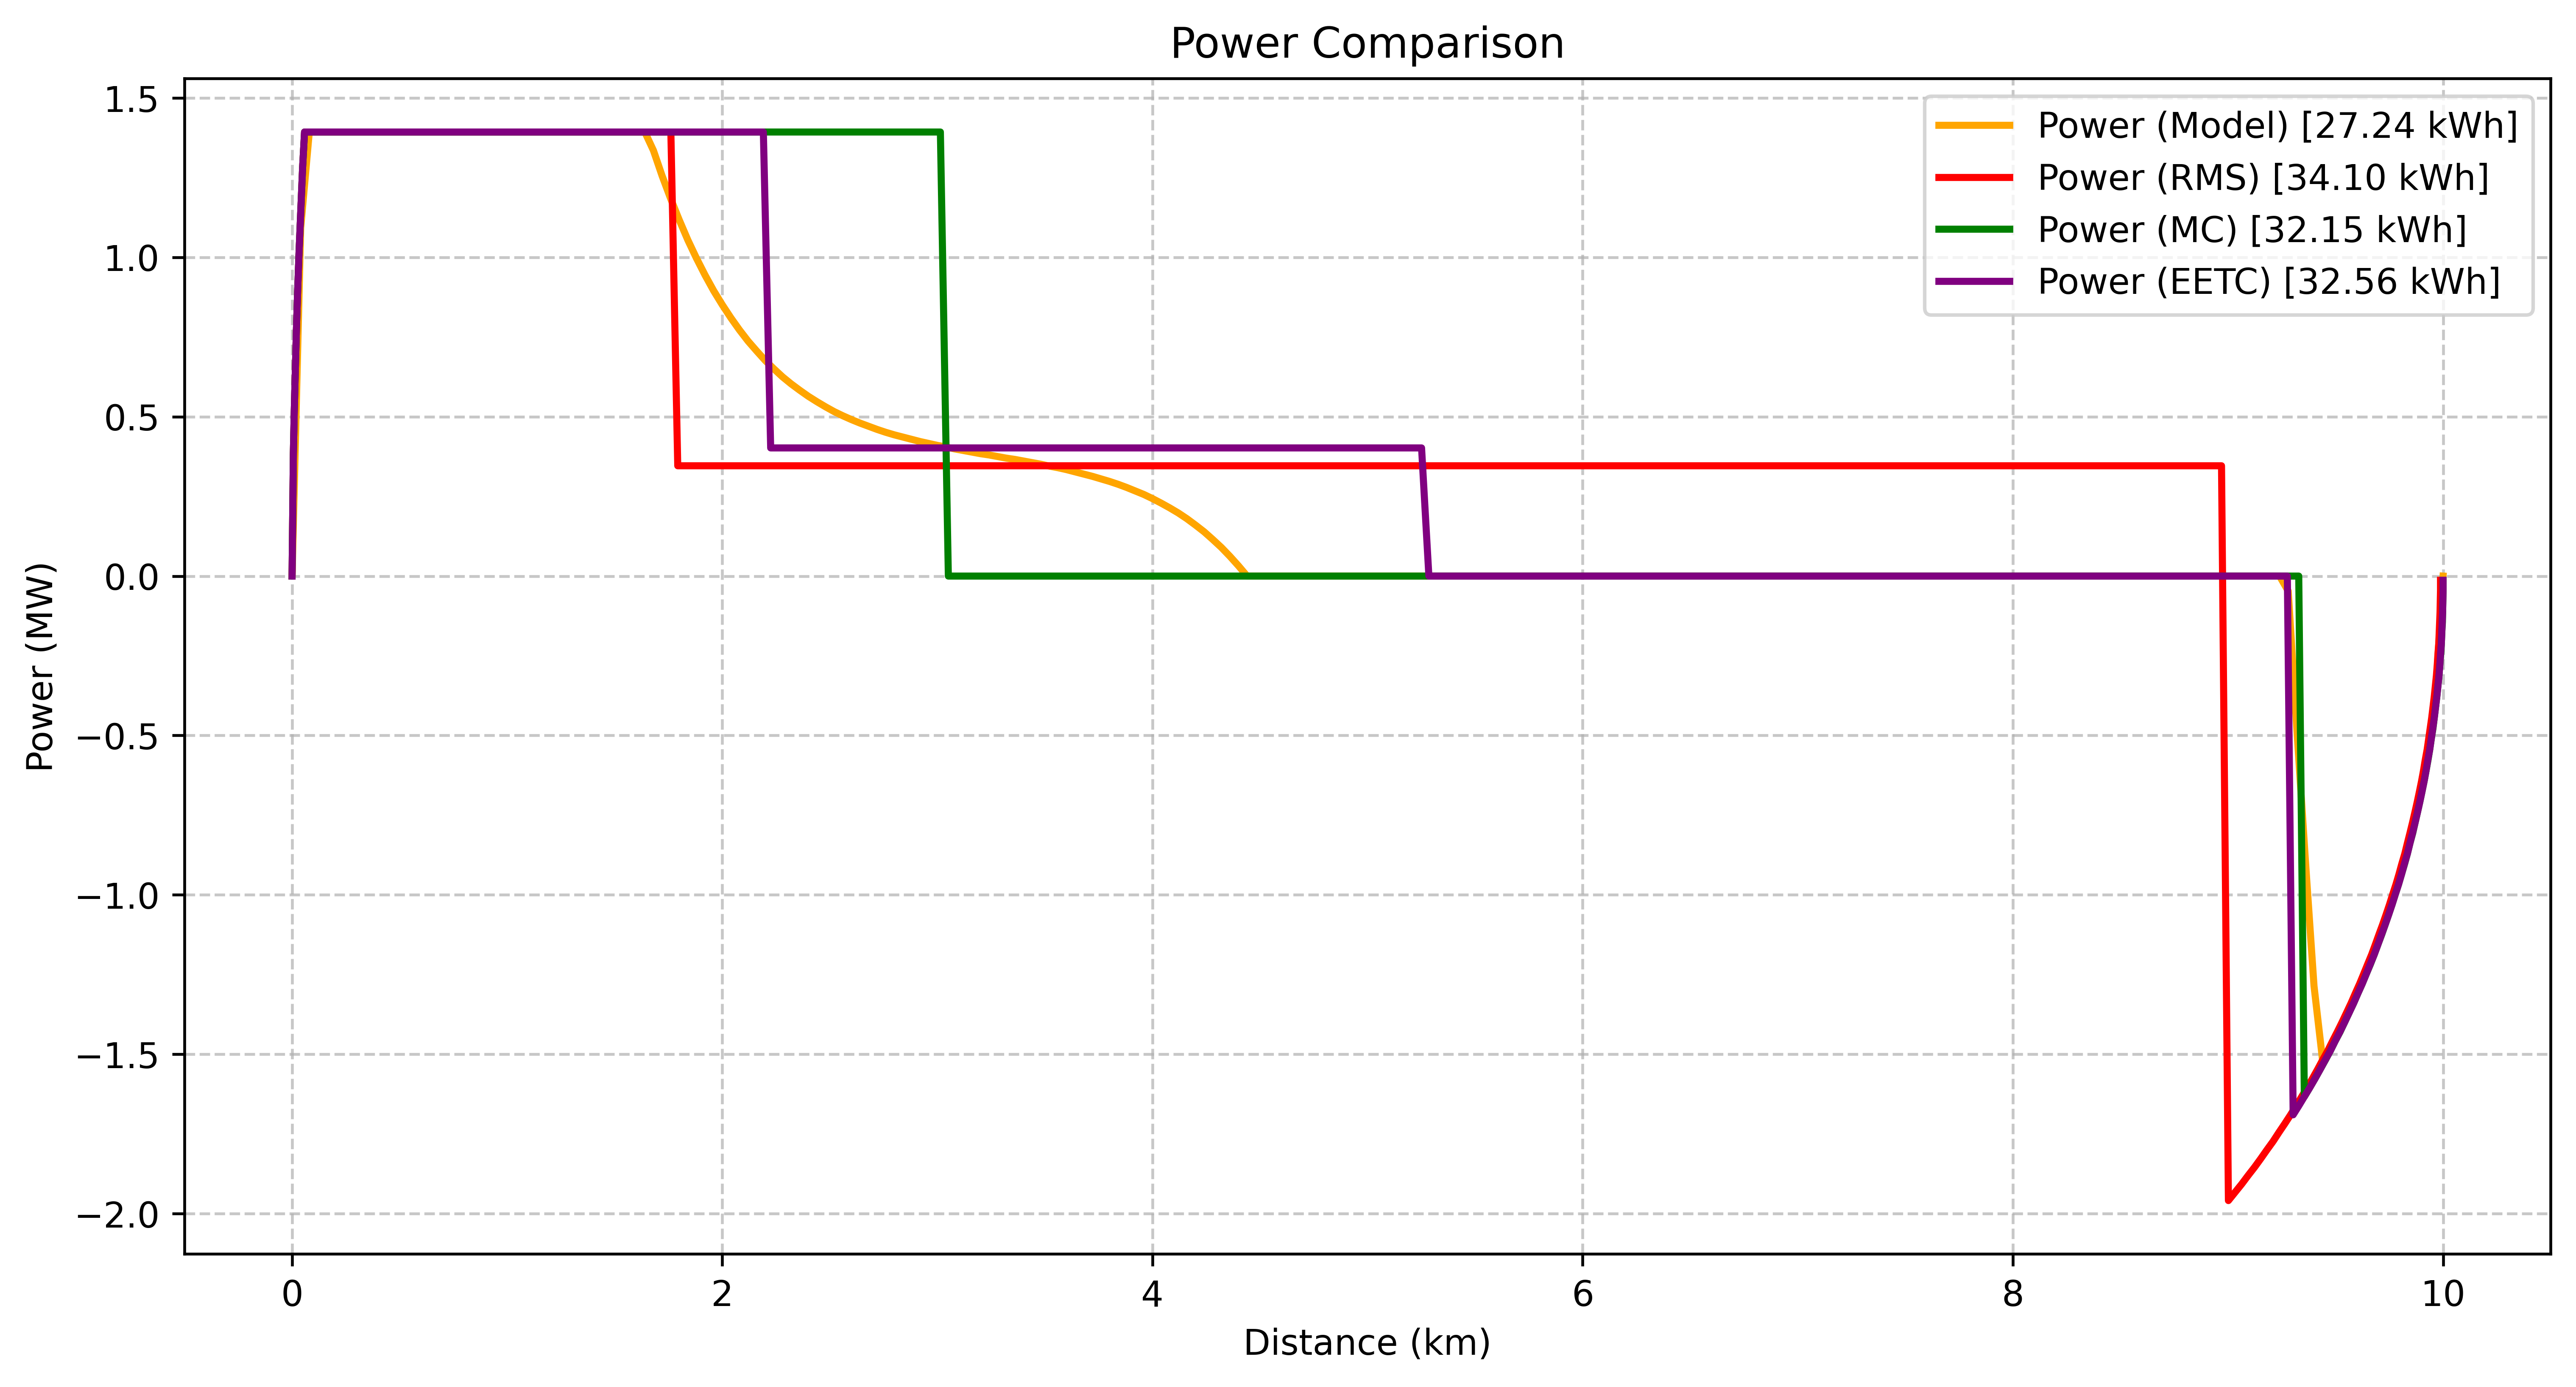 Power Comparison
1.5
1.0
0.5
0.0
−0.5
−1.0
−1.5
−2.0
Power (MW)
Power (Model) [27.24 kWh]
Power (RMS) [34.10 kWh]
Power (MC) [32.15 kWh]
Power (EETC) [32.56 kWh]
0 2 4 6 8 10
Distance (km)